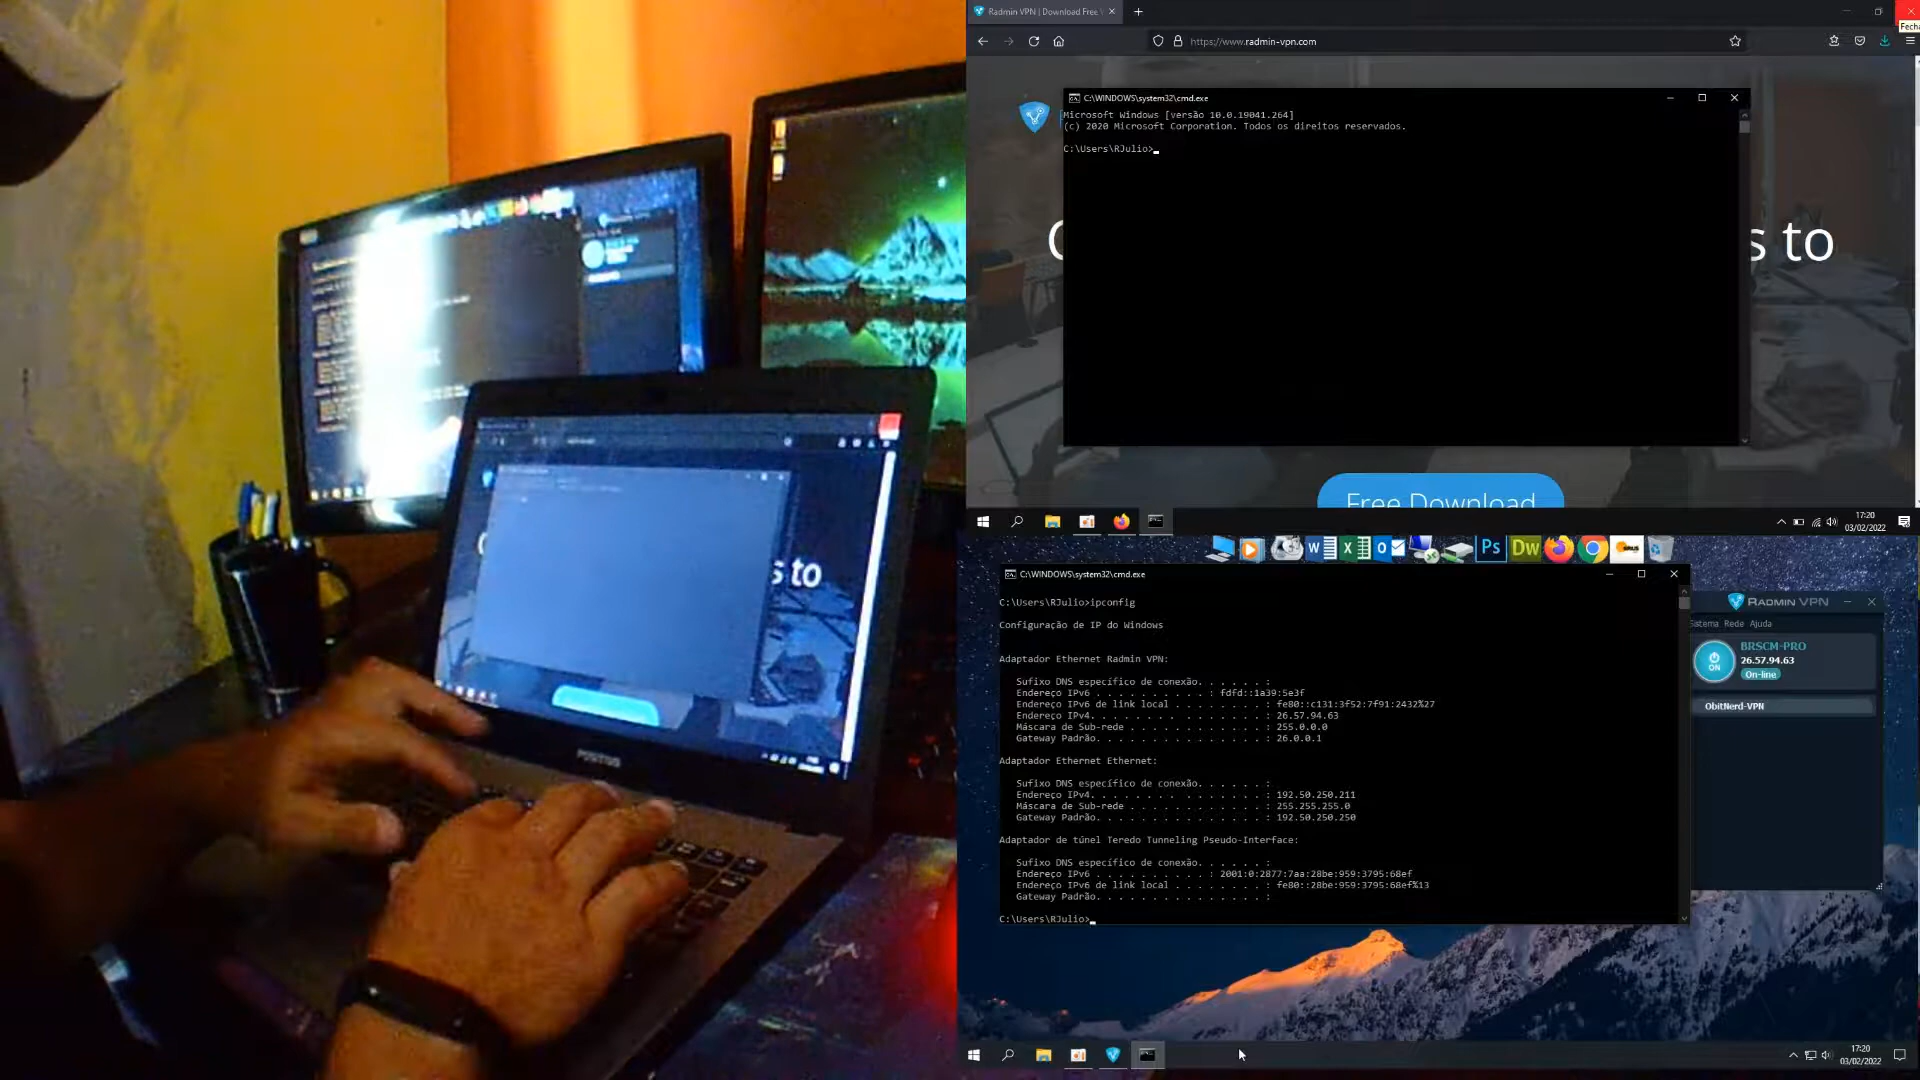 Radmin VPN | Download Free V
https://www.radmin-vpn.com
Fecha
C:\WINDOWS\system32\cmd.exe
Microsoft Windows [versão 10.0.19041.264]
(c) 2020 Microsoft Corporation. Todos os direitos reservados.
C:\Users\RJulio>
s to
Free Download
17:20
03/02/2022
W X O Ps Dw
C:\WINDOWS\system32\cmd.exe
C:\Users\RJulio>ipconfig
Configuração de IP do Windows
Adaptador Ethernet Radmin VPN:
Sufixo DNS específico de conexão. . . . . . :
Endereço IPv6 . . . . . . . . . . : fdfd::1a39:5e3f
Endereço IPv6 de link local . . . . . . . . : fe80::c131:3f52:7f91:2432%27
Endereço IPv4. . . . . . . . . . . . . . . : 26.57.94.63
Máscara de Sub-rede . . . . . . . . . . . . : 255.0.0.0
Gateway Padrão. . . . . . . . . . . . . . . : 26.0.0.1
Adaptador Ethernet Ethernet:
Sufixo DNS específico de conexão. . . . . . :
Endereço IPv4. . . . . . . . . . . . . . . : 192.50.250.211
Máscara de Sub-rede . . . . . . . . . . . . : 255.255.255.0
Gateway Padrão. . . . . . . . . . . . . . . : 192.50.250.250
Adaptador de túnel Teredo Tunneling Pseudo-Interface:
Sufixo DNS específico de conexão. . . . . . :
Endereço IPv6 . . . . . . . . . . : 2001:0:2877:7aa:28be:959:3795:68ef
Endereço IPv6 de link local . . . . . . . . : fe80::28be:959:3795:68ef%13
Gateway Padrão. . . . . . . . . . . . . . . :
C:\Users\RJulio>
RADMIN VPN
Sistema Rede Ajuda
ON
BRSCM-PRO
26.57.94.63
On-line
ObitNerd-VPN
17:20
03/02/2022
s to
POSITIVO